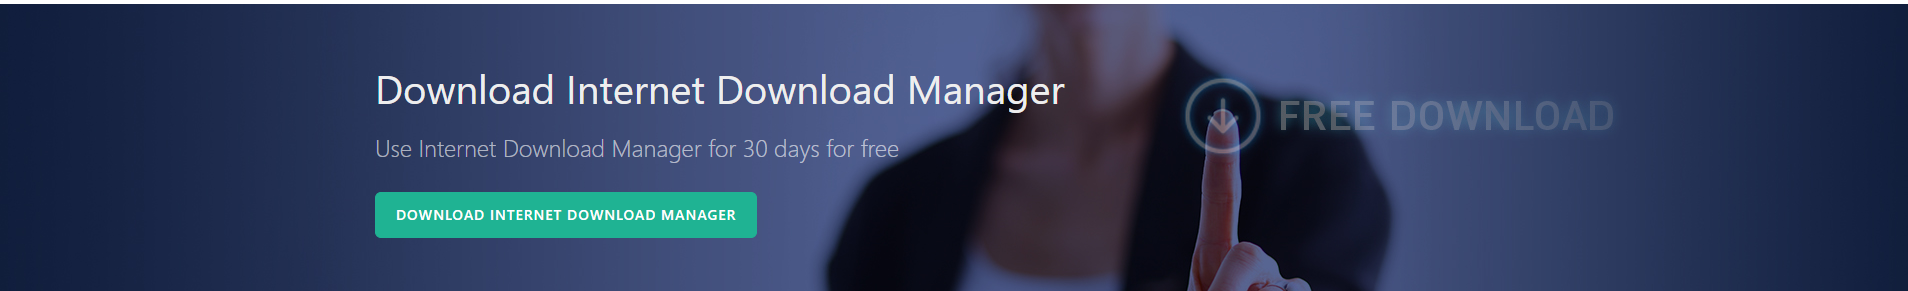 Download Internet Download Manager
FREE DOWNLOAD
Use Internet Download Manager for 30 days for free
DOWNLOAD INTERNET DOWNLOAD MANAGER